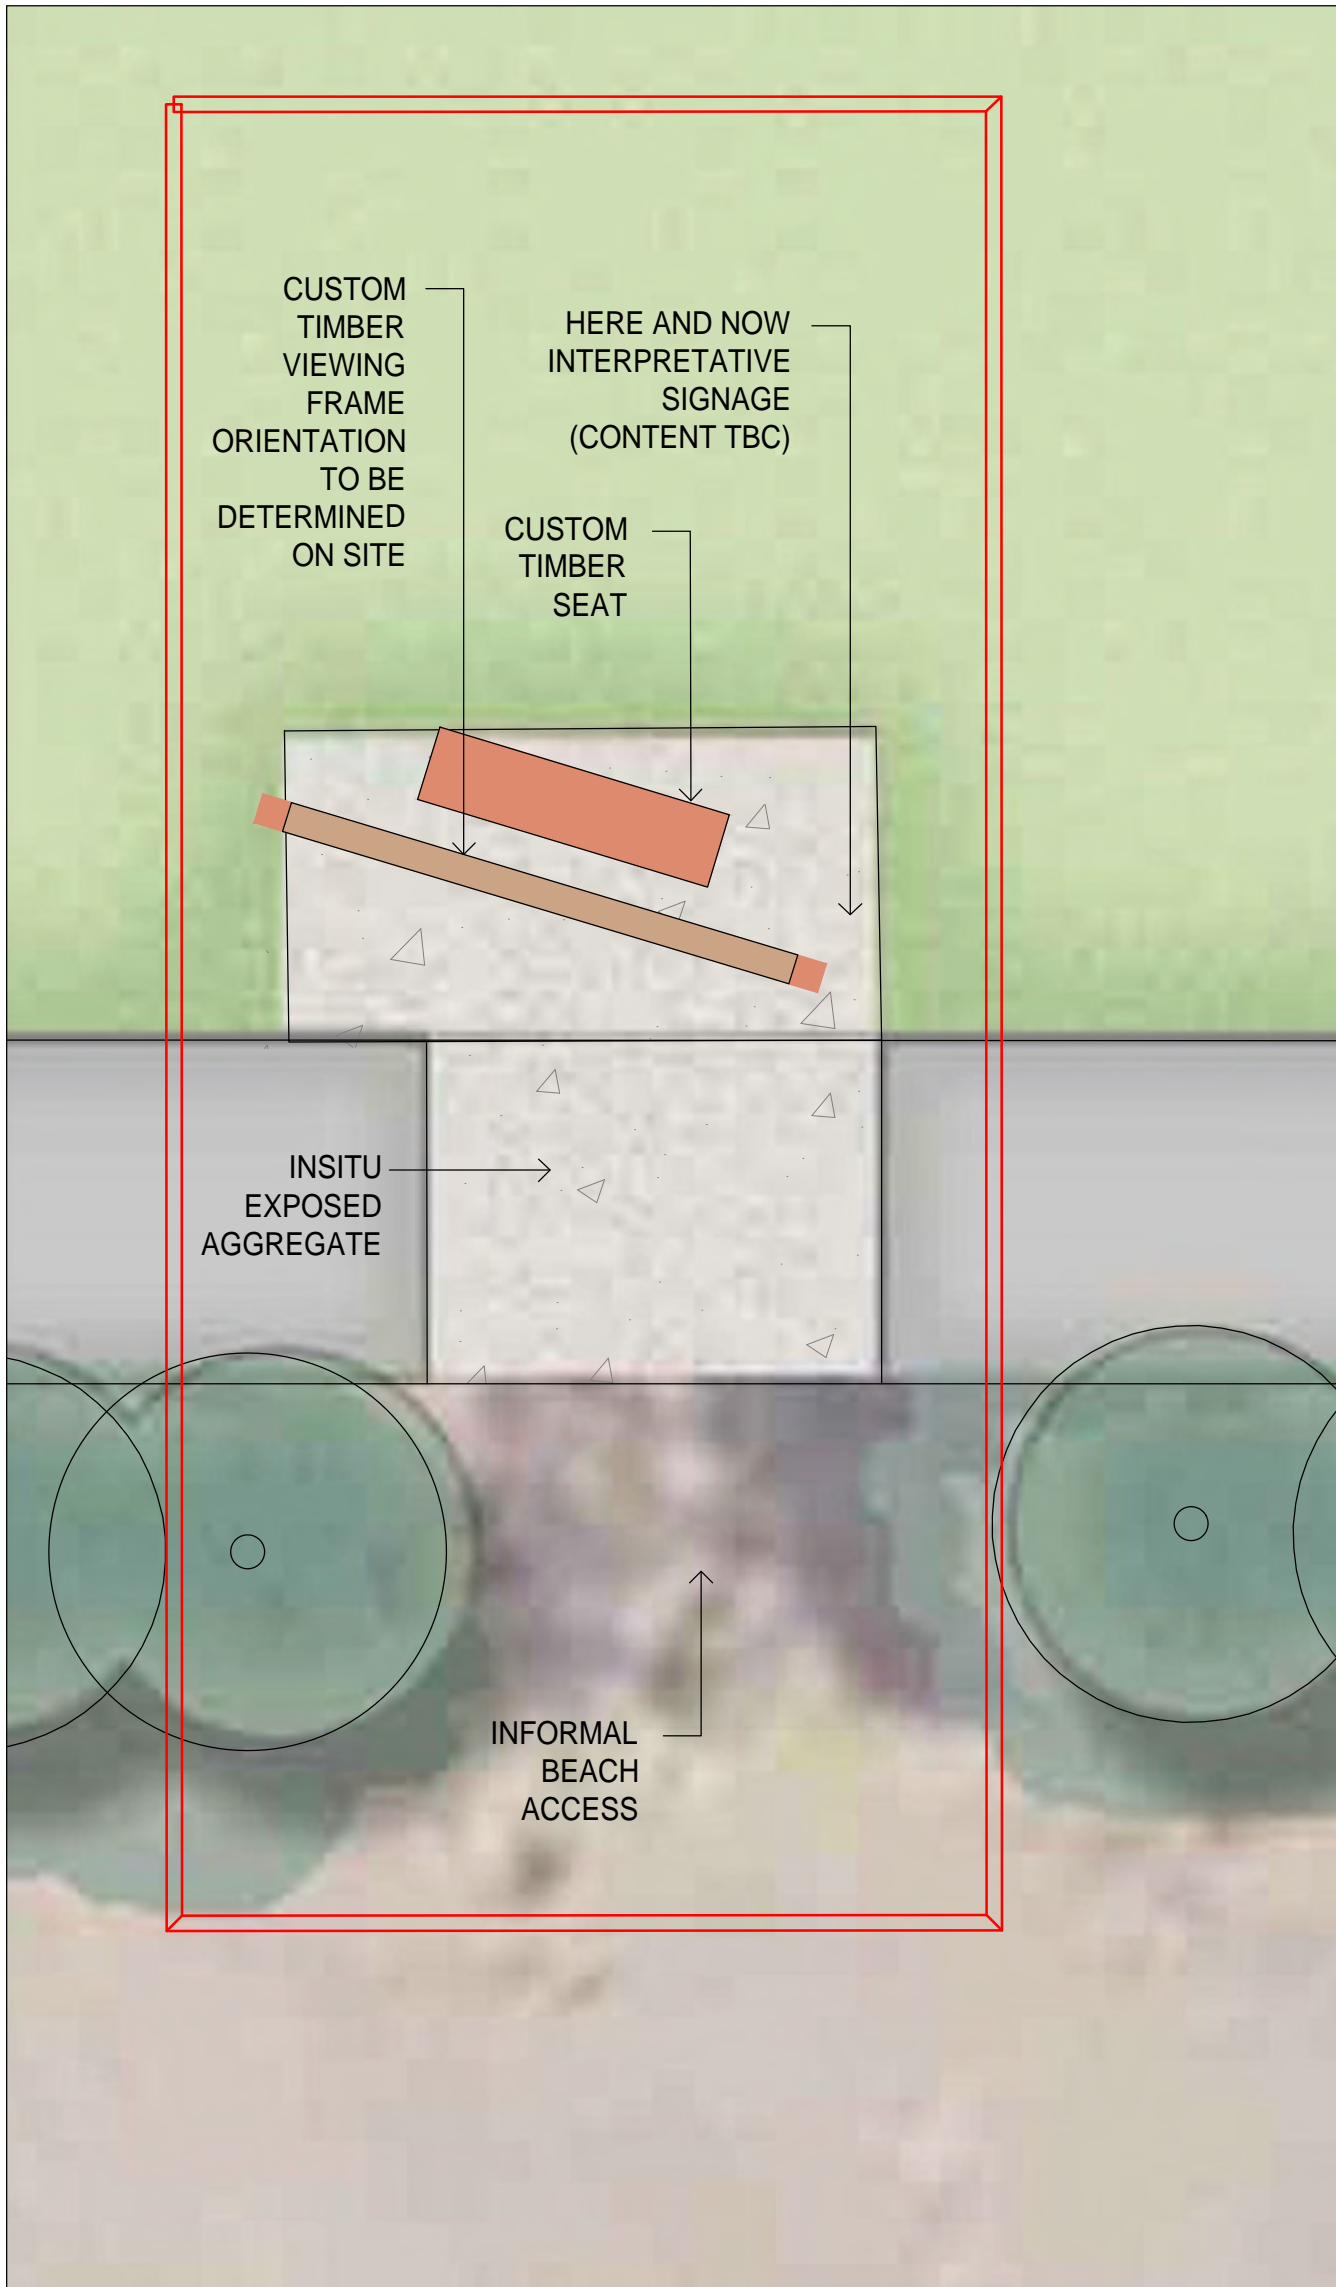 CUSTOM
TIMBER
VIEWING
FRAME
ORIENTATION
TO BE
DETERMINED
ON SITE
HERE AND NOW
INTERPRETATIVE
SIGNAGE
(CONTENT TBC)
CUSTOM
TIMBER
SEAT
INSITU
EXPOSED
AGGREGATE
INFORMAL
BEACH
ACCESS